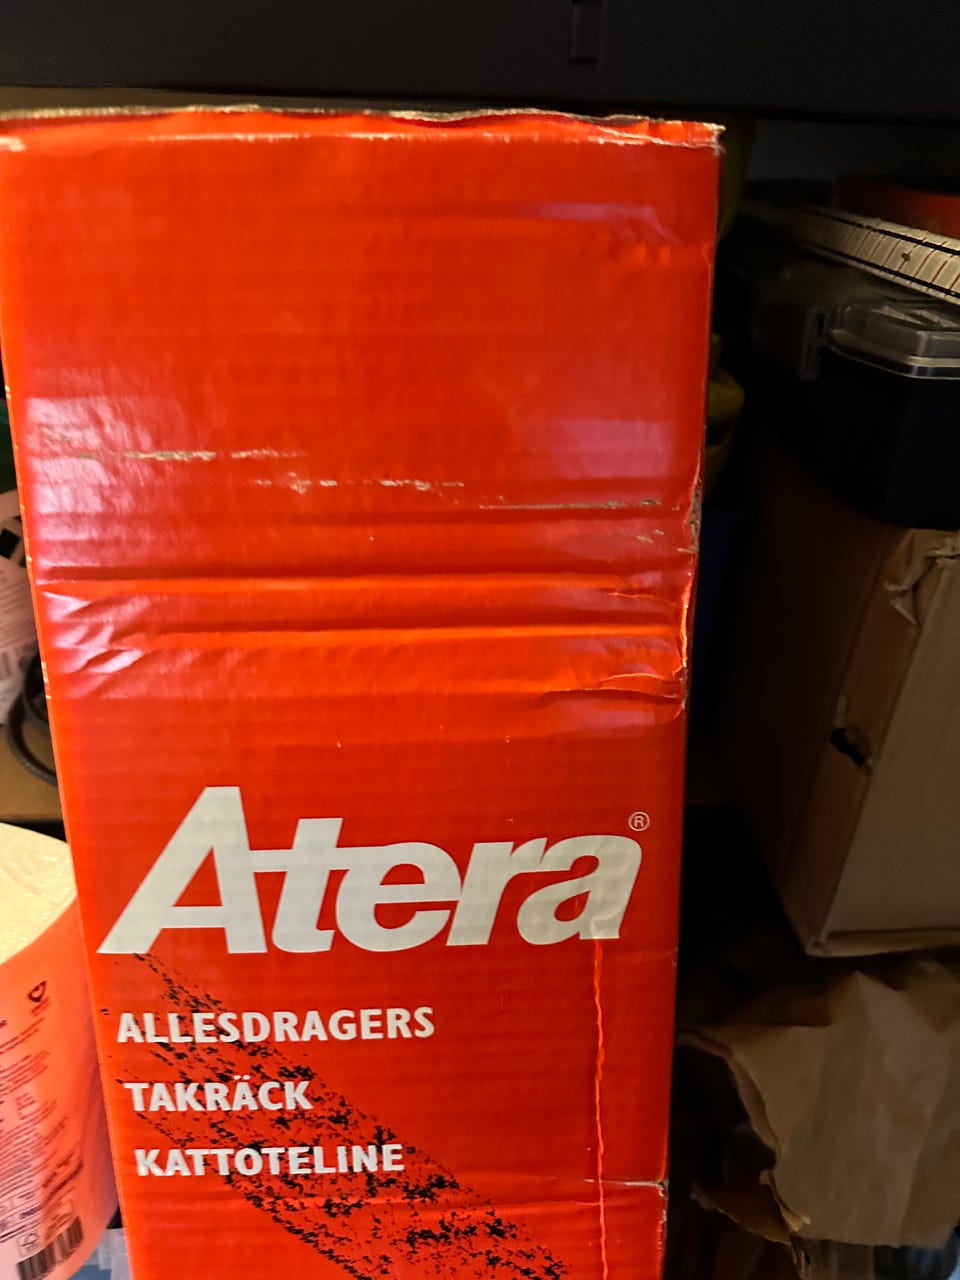 Atera®
ALLESDRAGERS
TAKRÄCK
KATTOTELINE